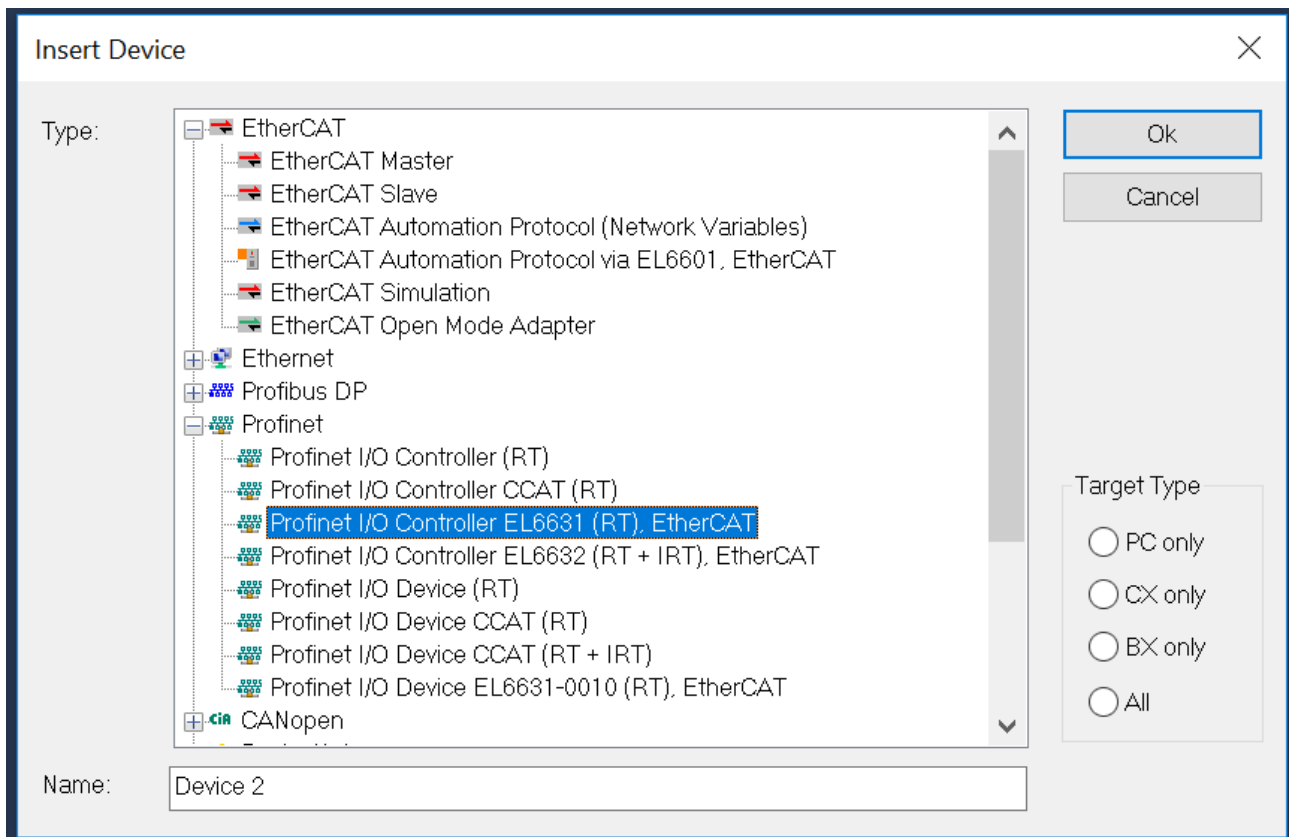 Insert Device
Type:
EtherCAT
EtherCAT Master
EtherCAT Slave
EtherCAT Automation Protocol (Network Variables)
EtherCAT Automation Protocol via EL6601, EtherCAT
EtherCAT Simulation
EtherCAT Open Mode Adapter
Ethernet
Profibus DP
Profinet
Profinet I/O Controller (RT)
Profinet I/O Controller CCAT (RT)
Profinet I/O Controller EL6631 (RT), EtherCAT
Profinet I/O Controller EL6632 (RT + IRT), EtherCAT
Profinet I/O Device (RT)
Profinet I/O Device CCAT (RT)
Profinet I/O Device CCAT (RT + IRT)
Profinet I/O Device EL6631-0010 (RT), EtherCAT
CiA CANopen
Ok
Cancel
Target Type
PC only
CX only
BX only
All
Name:
Device 2